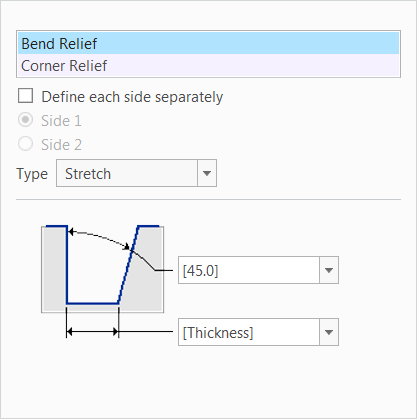 Bend Relief
Corner Relief
Define each side separately
Side 1
Side 2
Type Stretch
[45.0]
[Thickness]